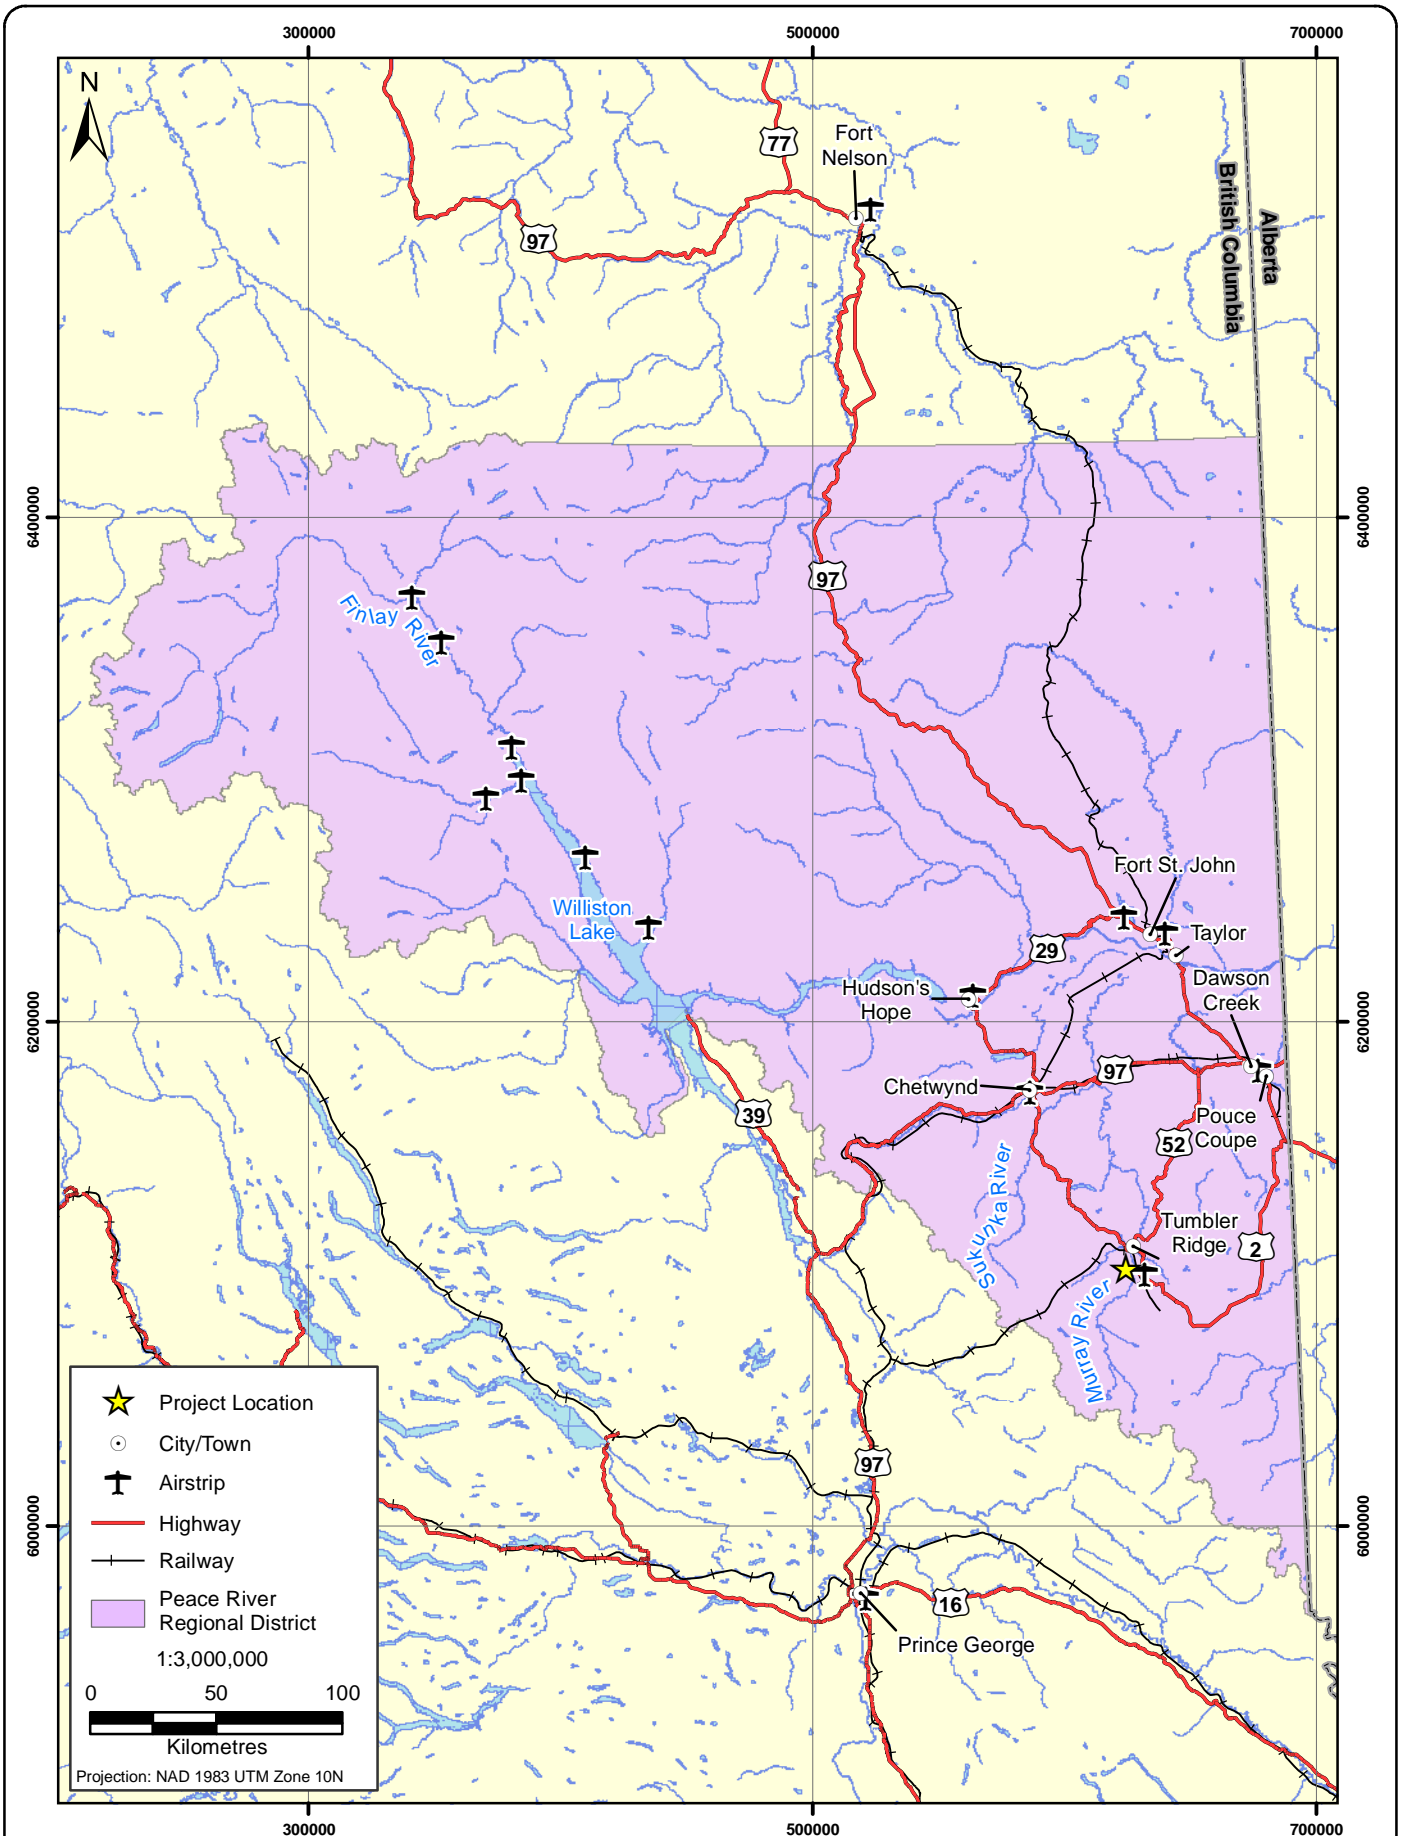 300000
500000
700000
N
77
Fort
Nelson
97
British Columbia
Alberta
6400000
6400000
97
Finlay River
Fort St. John
Williston
Lake
29
Taylor
Hudson's
Hope
Dawson
Creek
6200000
6200000
Chetwynd
97
39
Pouce
Coupe
52
Sukunka River
Tumbler
Ridge
2
Murray River
97
6000000
6000000
16
Prince George
Project Location
City/Town
Airstrip
Highway
Railway
Peace River
Regional District
1:3,000,000
0
50
100
Kilometres
Projection: NAD 1983 UTM Zone 10N
300000
500000
700000